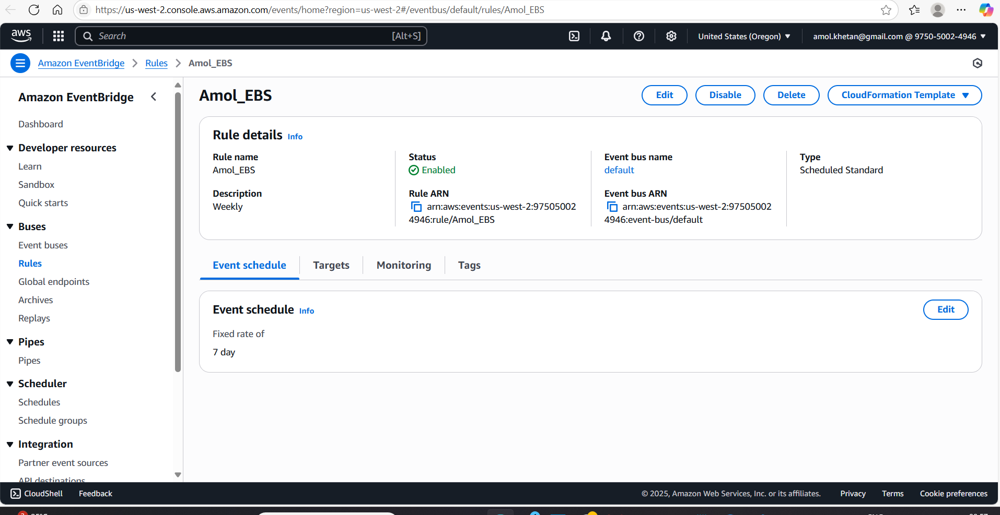 https://us-west-2.console.aws.amazon.com/events/home?region=us-west-2#/eventbus/default/rules/Amol_EBS
aws
Search
[Alt+S]
United States (Oregon)
amol.khetan@gmail.com @ 9750-5002-4946
Amazon EventBridge
Rules
Amol_EBS
Amazon EventBridge
Dashboard
Developer resources
Learn
Sandbox
Quick starts
Buses
Event buses
Rules
Global endpoints
Archives
Replays
Pipes
Pipes
Scheduler
Schedules
Schedule groups
Integration
Partner event sources
API destinations
Amol_EBS
Edit
Disable
Delete
CloudFormation Template
Rule details Info
Rule name
Amol_EBS
Description
Weekly
Status
Enabled
Rule ARN
arn:aws:events:us-west-2:97505002
4946:rule/Amol_EBS
Event bus name
default
Event bus ARN
arn:aws:events:us-west-2:97505002
4946:event-bus/default
Type
Scheduled Standard
Event schedule
Targets
Monitoring
Tags
Event schedule Info
Edit
Fixed rate of
7 day
CloudShell
Feedback
© 2025, Amazon Web Services, Inc. or its affiliates.
Privacy
Terms
Cookie preferences